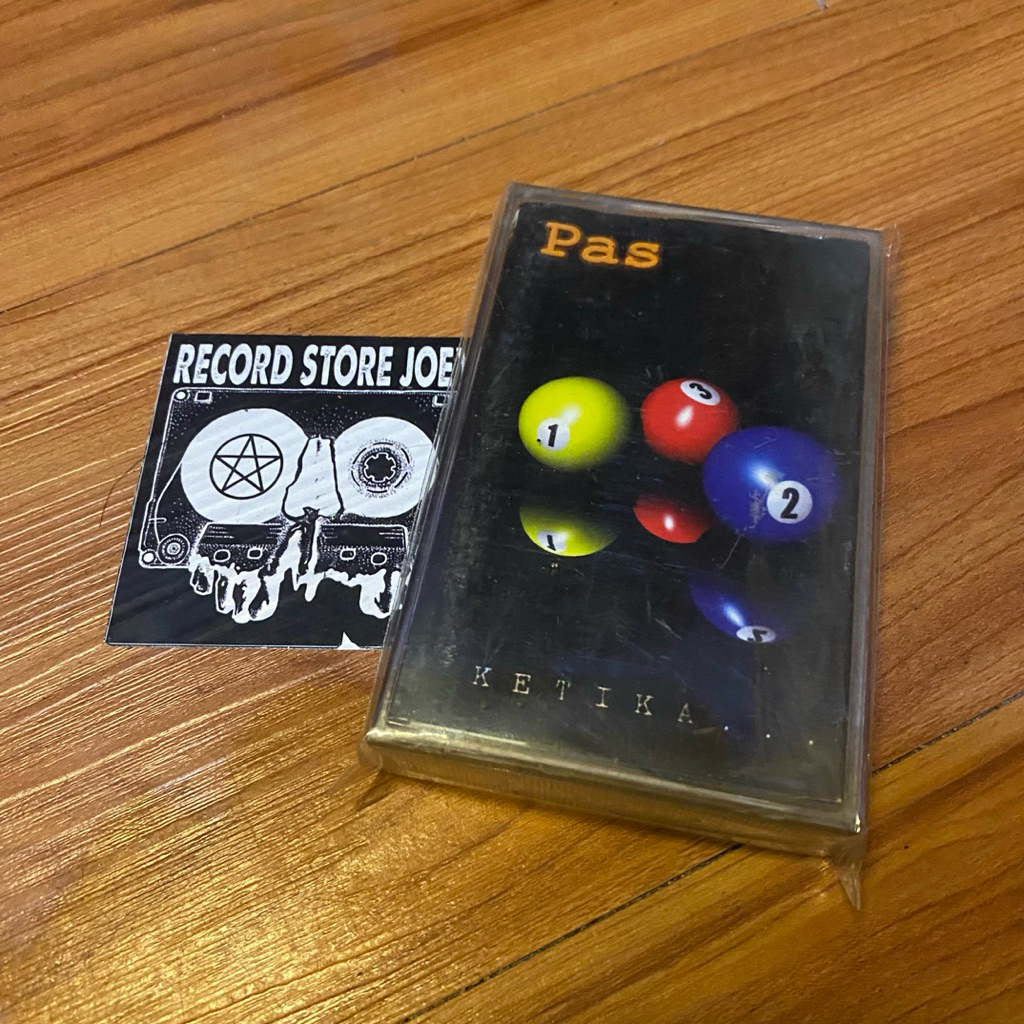 Pas
1
3
2
KETIKA . . .
RECORD STORE JOE